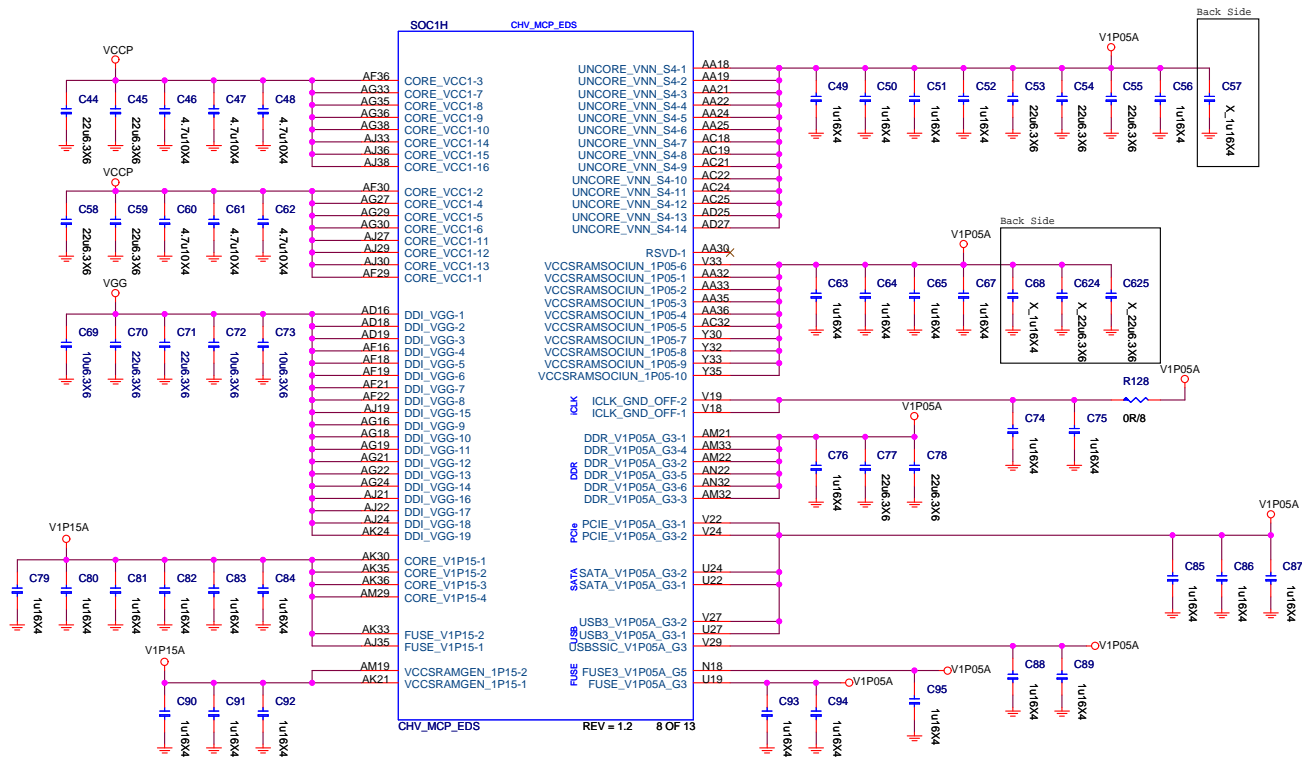 SOC1H
CHV_MCP_EDS
Back Side
VCCP
V1P05A
AF36 CORE_VCC1-3
AG33 CORE_VCC1-7
AG35 CORE_VCC1-8
AG36 CORE_VCC1-9
AG38 CORE_VCC1-10
AJ33 CORE_VCC1-14
AJ36 CORE_VCC1-15
AJ38 CORE_VCC1-16
C44 22u6.3X6
C45 22u6.3X6
C46 4.7u10X4
C47 4.7u10X4
C48 4.7u10X4
UNCORE_VNN_S4-1 AA18
UNCORE_VNN_S4-2 AA19
UNCORE_VNN_S4-3 AA21
UNCORE_VNN_S4-4 AA22
UNCORE_VNN_S4-5 AA24
UNCORE_VNN_S4-6 AA25
UNCORE_VNN_S4-7 AC18
UNCORE_VNN_S4-8 AC19
UNCORE_VNN_S4-9 AC21
UNCORE_VNN_S4-10 AC22
UNCORE_VNN_S4-11 AC24
UNCORE_VNN_S4-12 AC25
UNCORE_VNN_S4-13 AD25
UNCORE_VNN_S4-14 AD27
C49 1u16X4
C50 1u16X4
C51 1u16X4
C52 1u16X4
C53 22u6.3X6
C54 22u6.3X6
C55 22u6.3X6
C56 1u16X4
C57 X_1u16X4
VCCP
AF30 CORE_VCC1-2
AG27 CORE_VCC1-4
AG29 CORE_VCC1-5
AG30 CORE_VCC1-6
AJ27 CORE_VCC1-11
AJ29 CORE_VCC1-12
AJ30 CORE_VCC1-13
AF29 CORE_VCC1-1
C58 22u6.3X6
C59 22u6.3X6
C60 4.7u10X4
C61 4.7u10X4
C62 4.7u10X4
RSVD-1 AA30
VCCSRAMSOCIUN_1P05-6 V33
VCCSRAMSOCIUN_1P05-1 AA32
VCCSRAMSOCIUN_1P05-2 AA33
VCCSRAMSOCIUN_1P05-3 AA35
VCCSRAMSOCIUN_1P05-4 AA36
VCCSRAMSOCIUN_1P05-5 AC32
VCCSRAMSOCIUN_1P05-7 Y30
VCCSRAMSOCIUN_1P05-8 Y32
VCCSRAMSOCIUN_1P05-9 Y33
VCCSRAMSOCIUN_1P05-10 Y35
V1P05A
Back Side
C63 1u16X4
C64 1u16X4
C65 1u16X4
C67 1u16X4
C68 X_1u16X4
C624 X_22u6.3X6
C625 X_22u6.3X6
VGG
AD16 DDI_VGG-1
AD18 DDI_VGG-2
AD19 DDI_VGG-3
AF16 DDI_VGG-4
AF18 DDI_VGG-5
AF19 DDI_VGG-6
AF21 DDI_VGG-7
AF22 DDI_VGG-8
AJ19 DDI_VGG-15
AG16 DDI_VGG-9
AG18 DDI_VGG-10
AG19 DDI_VGG-11
AG21 DDI_VGG-12
AG22 DDI_VGG-13
AG24 DDI_VGG-14
AJ21 DDI_VGG-16
AJ22 DDI_VGG-17
AJ24 DDI_VGG-18
AK24 DDI_VGG-19
C69 10u6.3X6
C70 22u6.3X6
C71 22u6.3X6
C72 10u6.3X6
C73 10u6.3X6
iCLK
ICLK_GND_OFF-2 V19
ICLK_GND_OFF-1 V18
C74 1u16X4
C75 1u16X4
R128
0R/8
V1P05A
DDR
DDR_V1P05A_G3-1 AM21
DDR_V1P05A_G3-4 AM33
DDR_V1P05A_G3-2 AM22
DDR_V1P05A_G3-5 AN22
DDR_V1P05A_G3-6 AN32
DDR_V1P05A_G3-3 AM32
V1P05A
C76 1u16X4
C77 22u6.3X6
C78 22u6.3X6
PCIe
PCIE_V1P05A_G3-1 V22
PCIE_V1P05A_G3-2 V24
SATA
SATA_V1P05A_G3-2 U24
SATA_V1P05A_G3-1 U22
USB
USB3_V1P05A_G3-2 V27
USB3_V1P05A_G3-1 U27
USBSSIC_V1P05A_G3 V29
V1P05A
C85 1u16X4
C86 1u16X4
C87 1u16X4
V1P15A
AK30 CORE_V1P15-1
AK35 CORE_V1P15-2
AK36 CORE_V1P15-3
AM29 CORE_V1P15-4
AK33 FUSE_V1P15-2
AJ35 FUSE_V1P15-1
C79 1u16X4
C80 1u16X4
C81 1u16X4
C82 1u16X4
C83 1u16X4
C84 1u16X4
V1P15A
AM19 VCCSRAMGEN_1P15-2
AK21 VCCSRAMGEN_1P15-1
C90 1u16X4
C91 1u16X4
C92 1u16X4
V1P05A
C88 1u16X4
C89 1u16X4
FUSE
FUSE3_V1P05A_G5 N18
FUSE_V1P05A_G3 U19
V1P05A
V1P05A
C93 1u16X4
C94 1u16X4
C95 1u16X4
CHV_MCP_EDS
REV = 1.2
8 OF 13